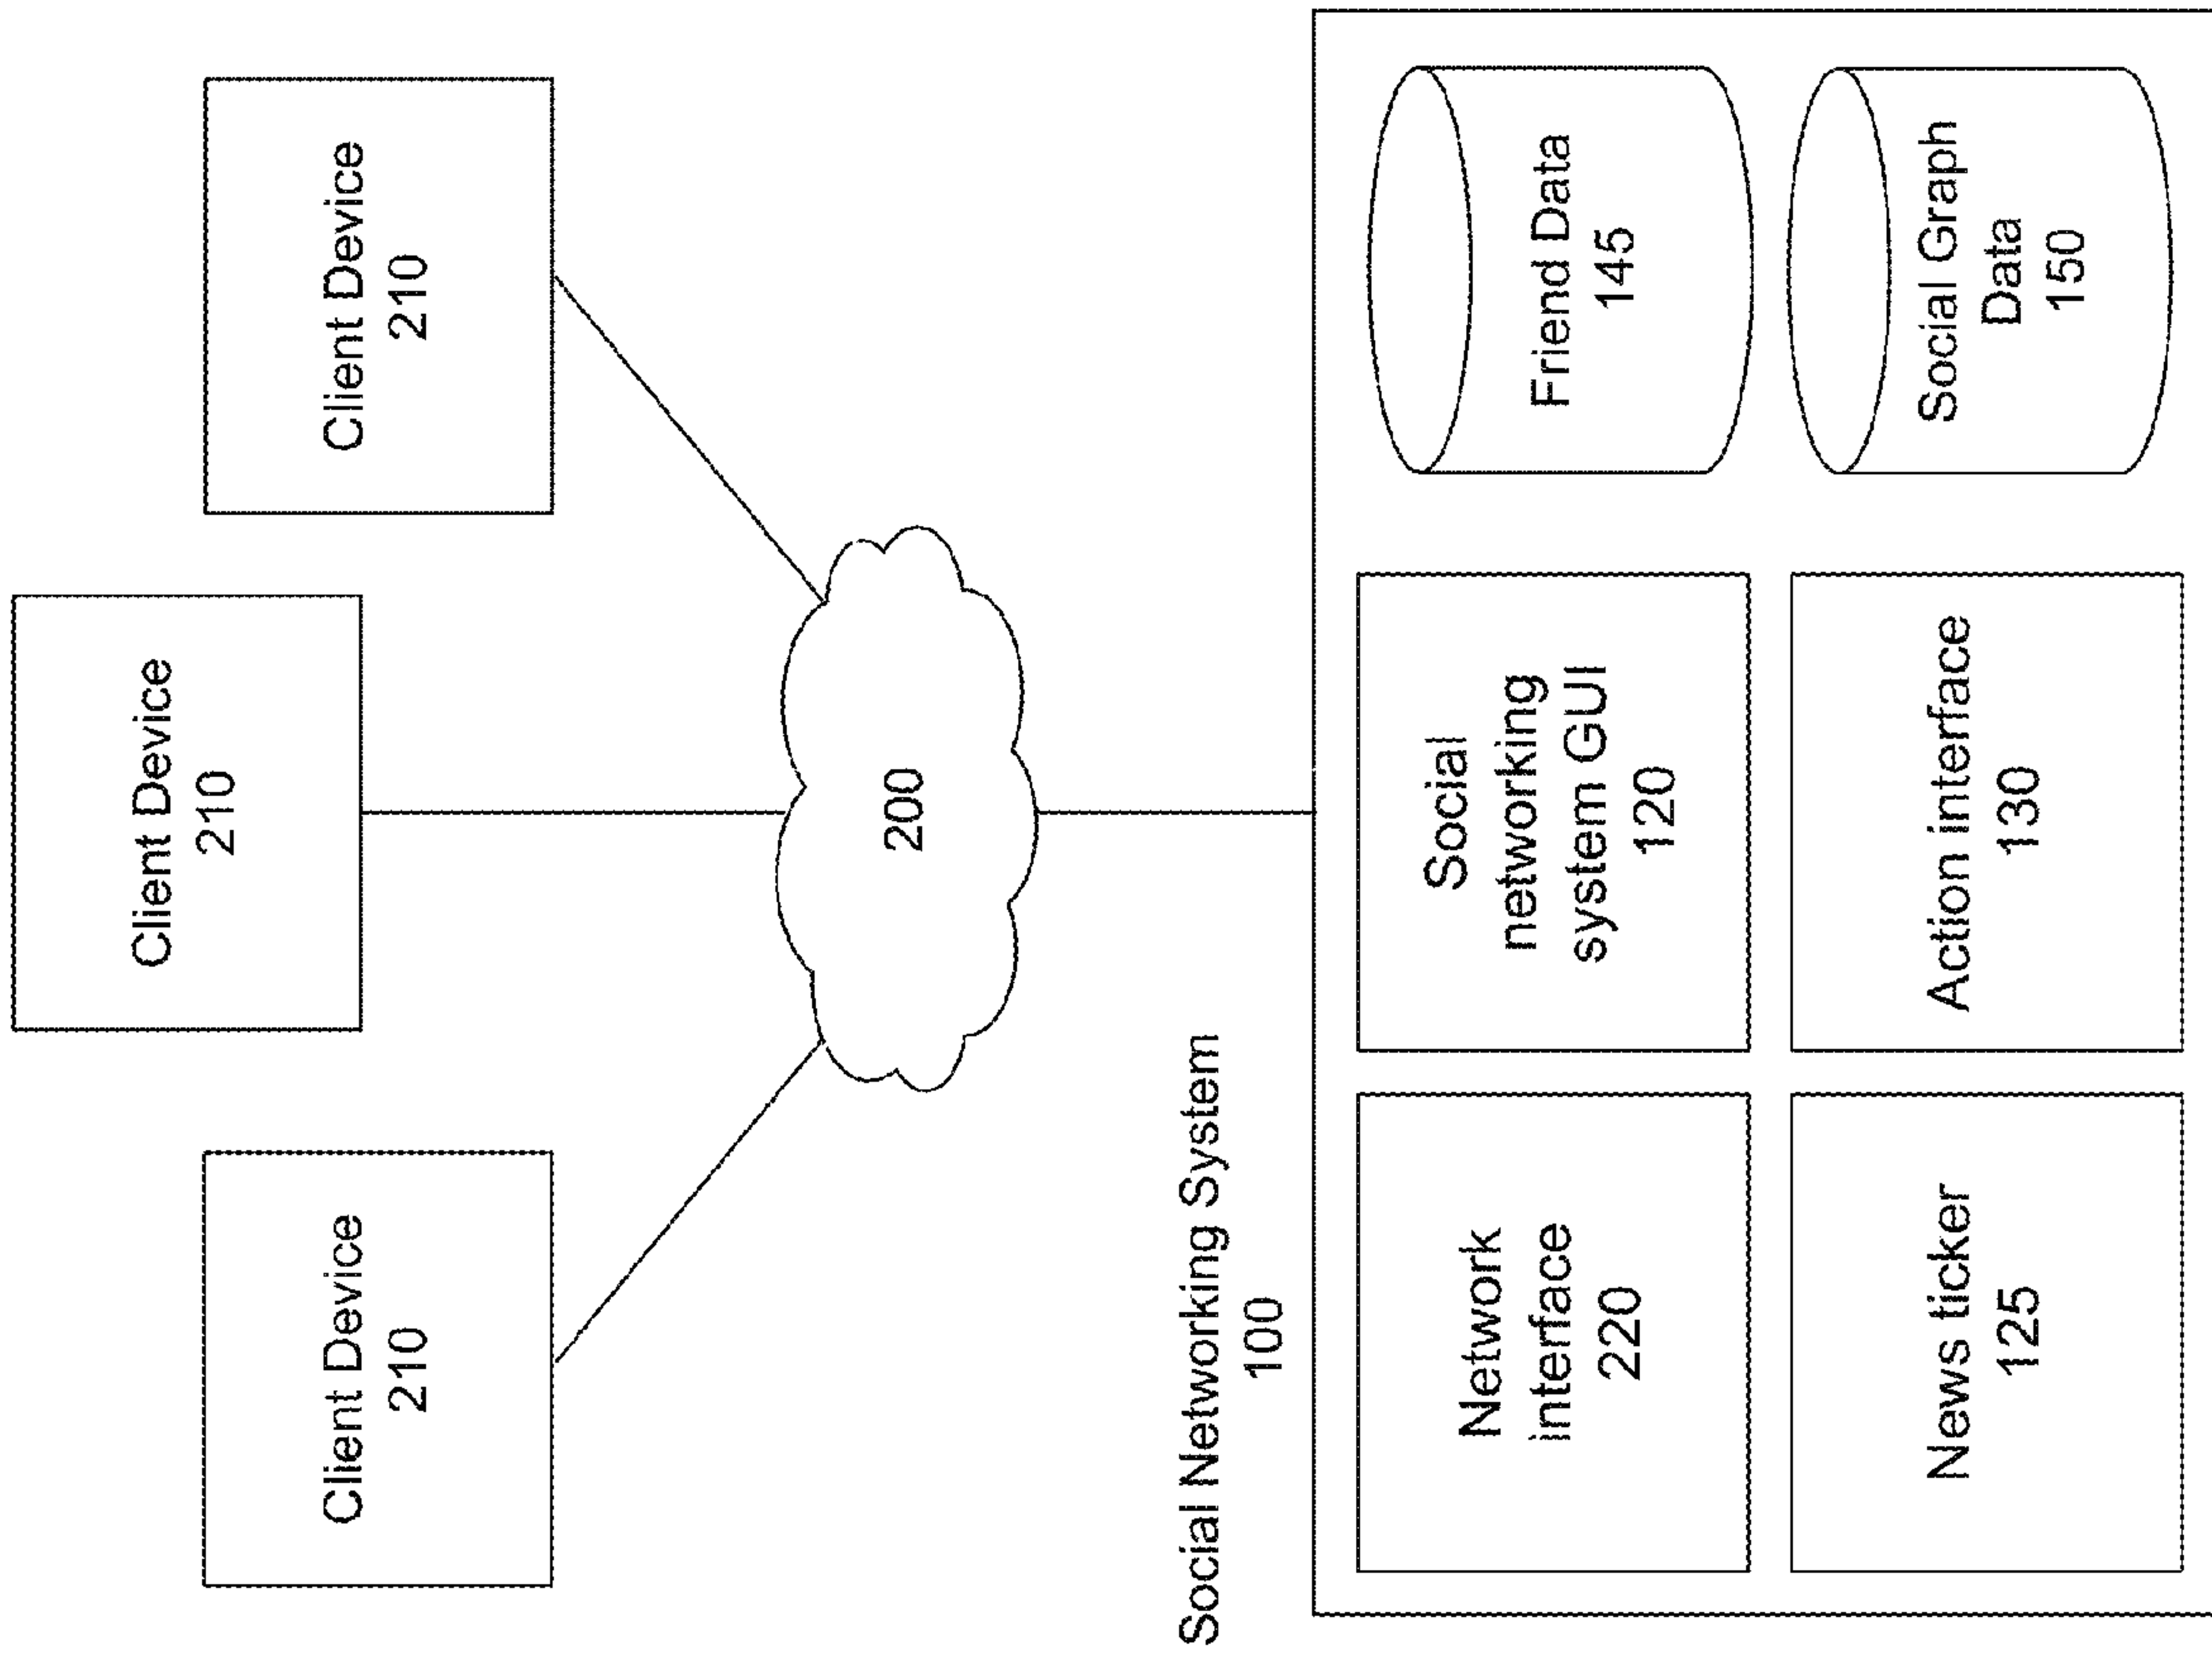 Client Device
210
Client Device
210
Client Device
210
200
Social Networking System
100
Network
interface
220
Social
networking
system GUI
120
Friend Data
145
News ticker
125
Action interface
130
Social Graph
Data
150